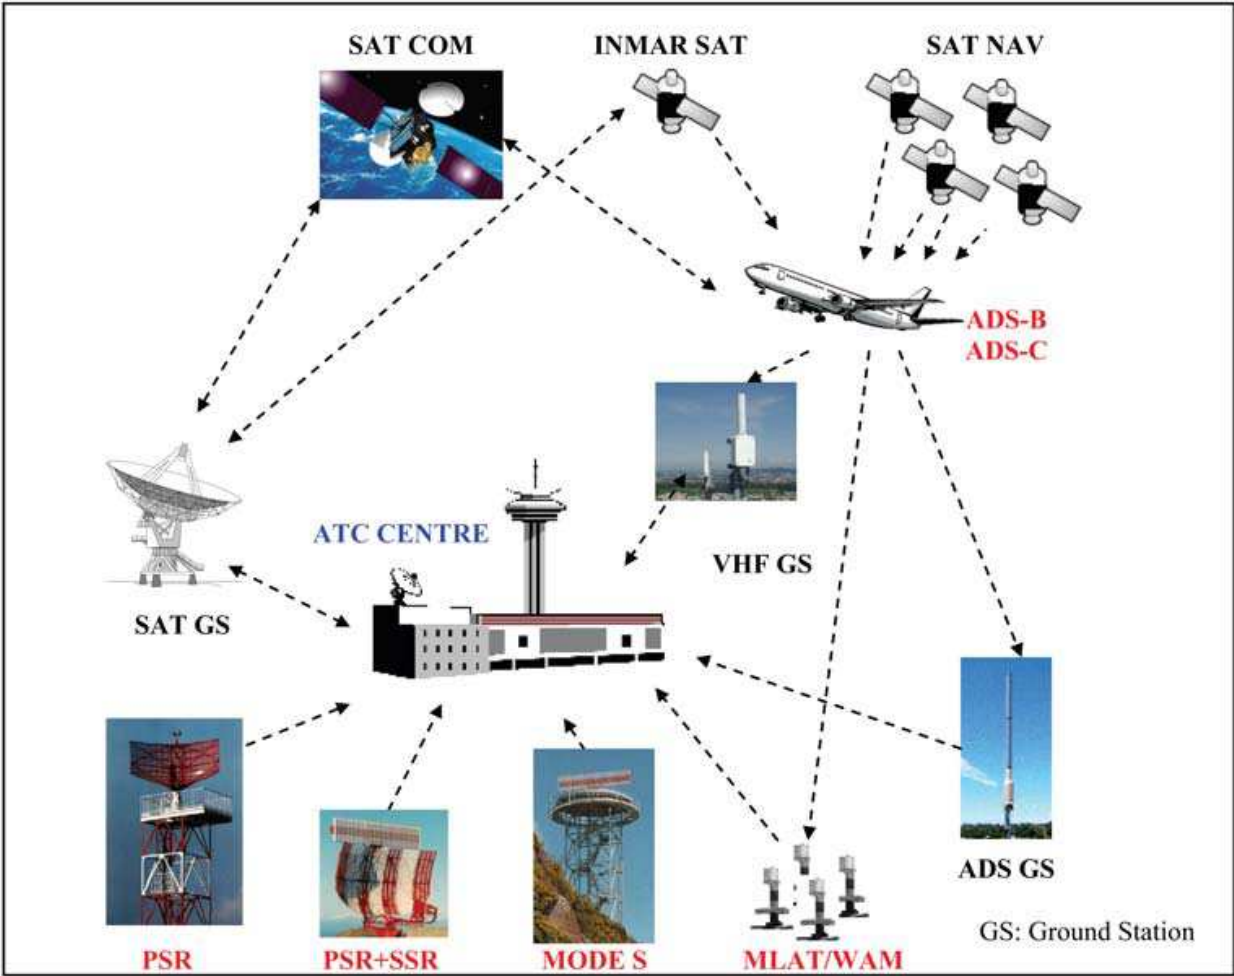 SAT COM
INMAR SAT
SAT NAV
ADS-B
ADS-C
ATC CENTRE
VHF GS
SAT GS
ADS GS
GS: Ground Station
PSR
PSR+SSR
MODE S
MLAT/WAM